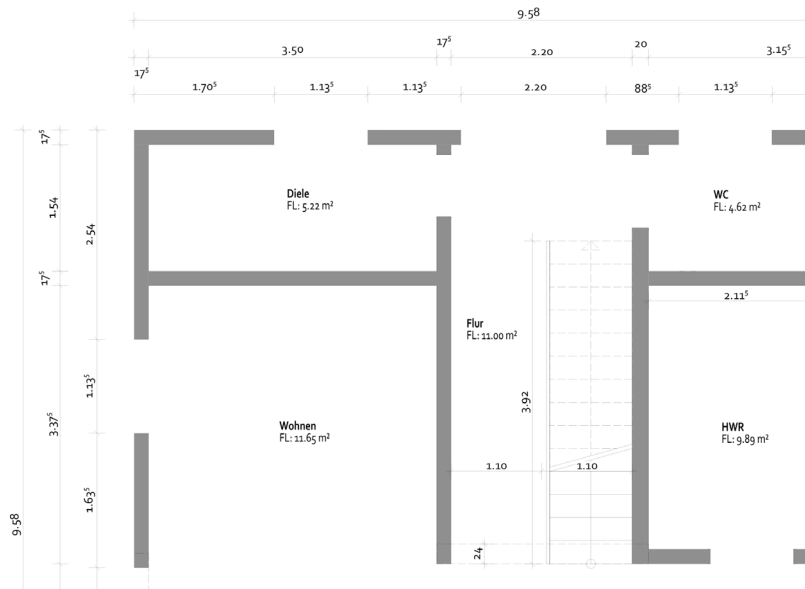 9.58
3.50
17⁵
2.20
20
3.15⁵
17⁵
1.70⁵
1.13⁵
1.13⁵
2.20
88⁵
1.13⁵
17⁵
1.54
2.54
17⁵
Diele
FL: 5.22 m²
WC
FL: 4.62 m²
2.11⁵
Flur
FL: 11.00 m²
1.13⁵
3.37⁵
3.92
Wohnen
FL: 11.65 m²
HWR
FL: 9.89 m²
1.10
1.10
1.63⁵
9.58
24